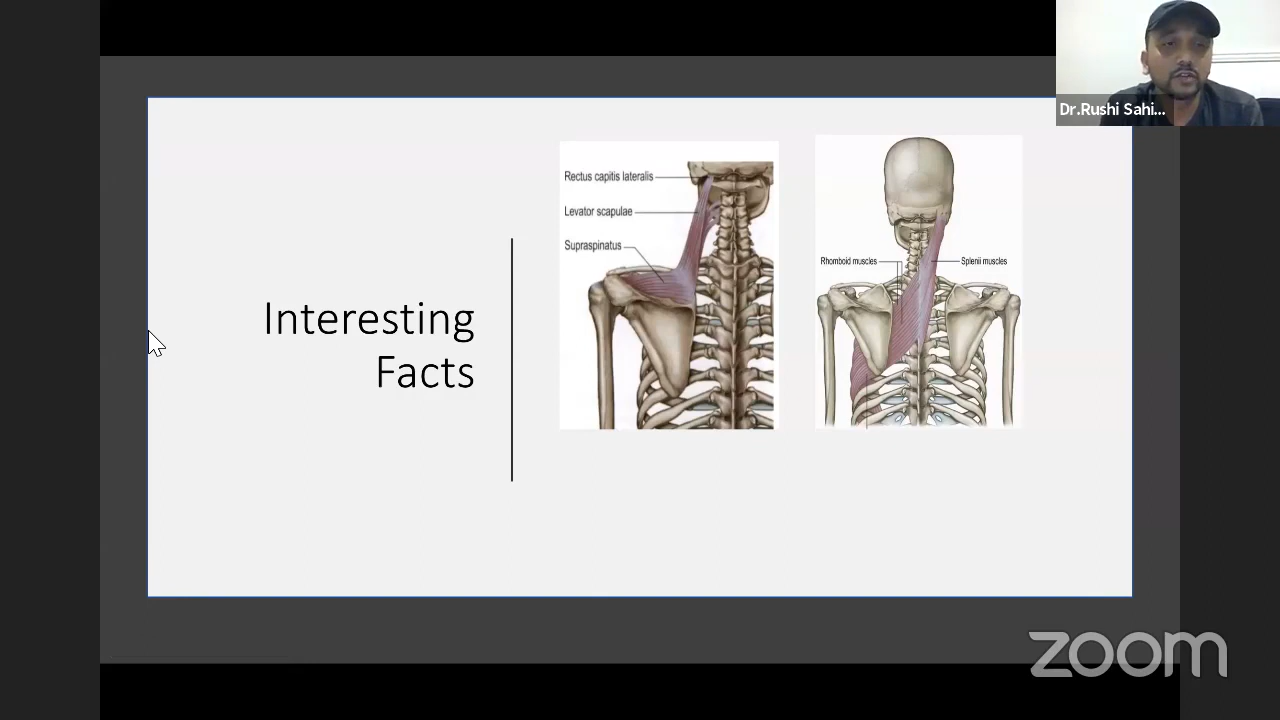 Dr.Rushi Sahi...
Interesting
Facts
Rectus capitis lateralis
Levator scapulae
Supraspinatus
Rhomboid muscles
Splenii muscles
zoom